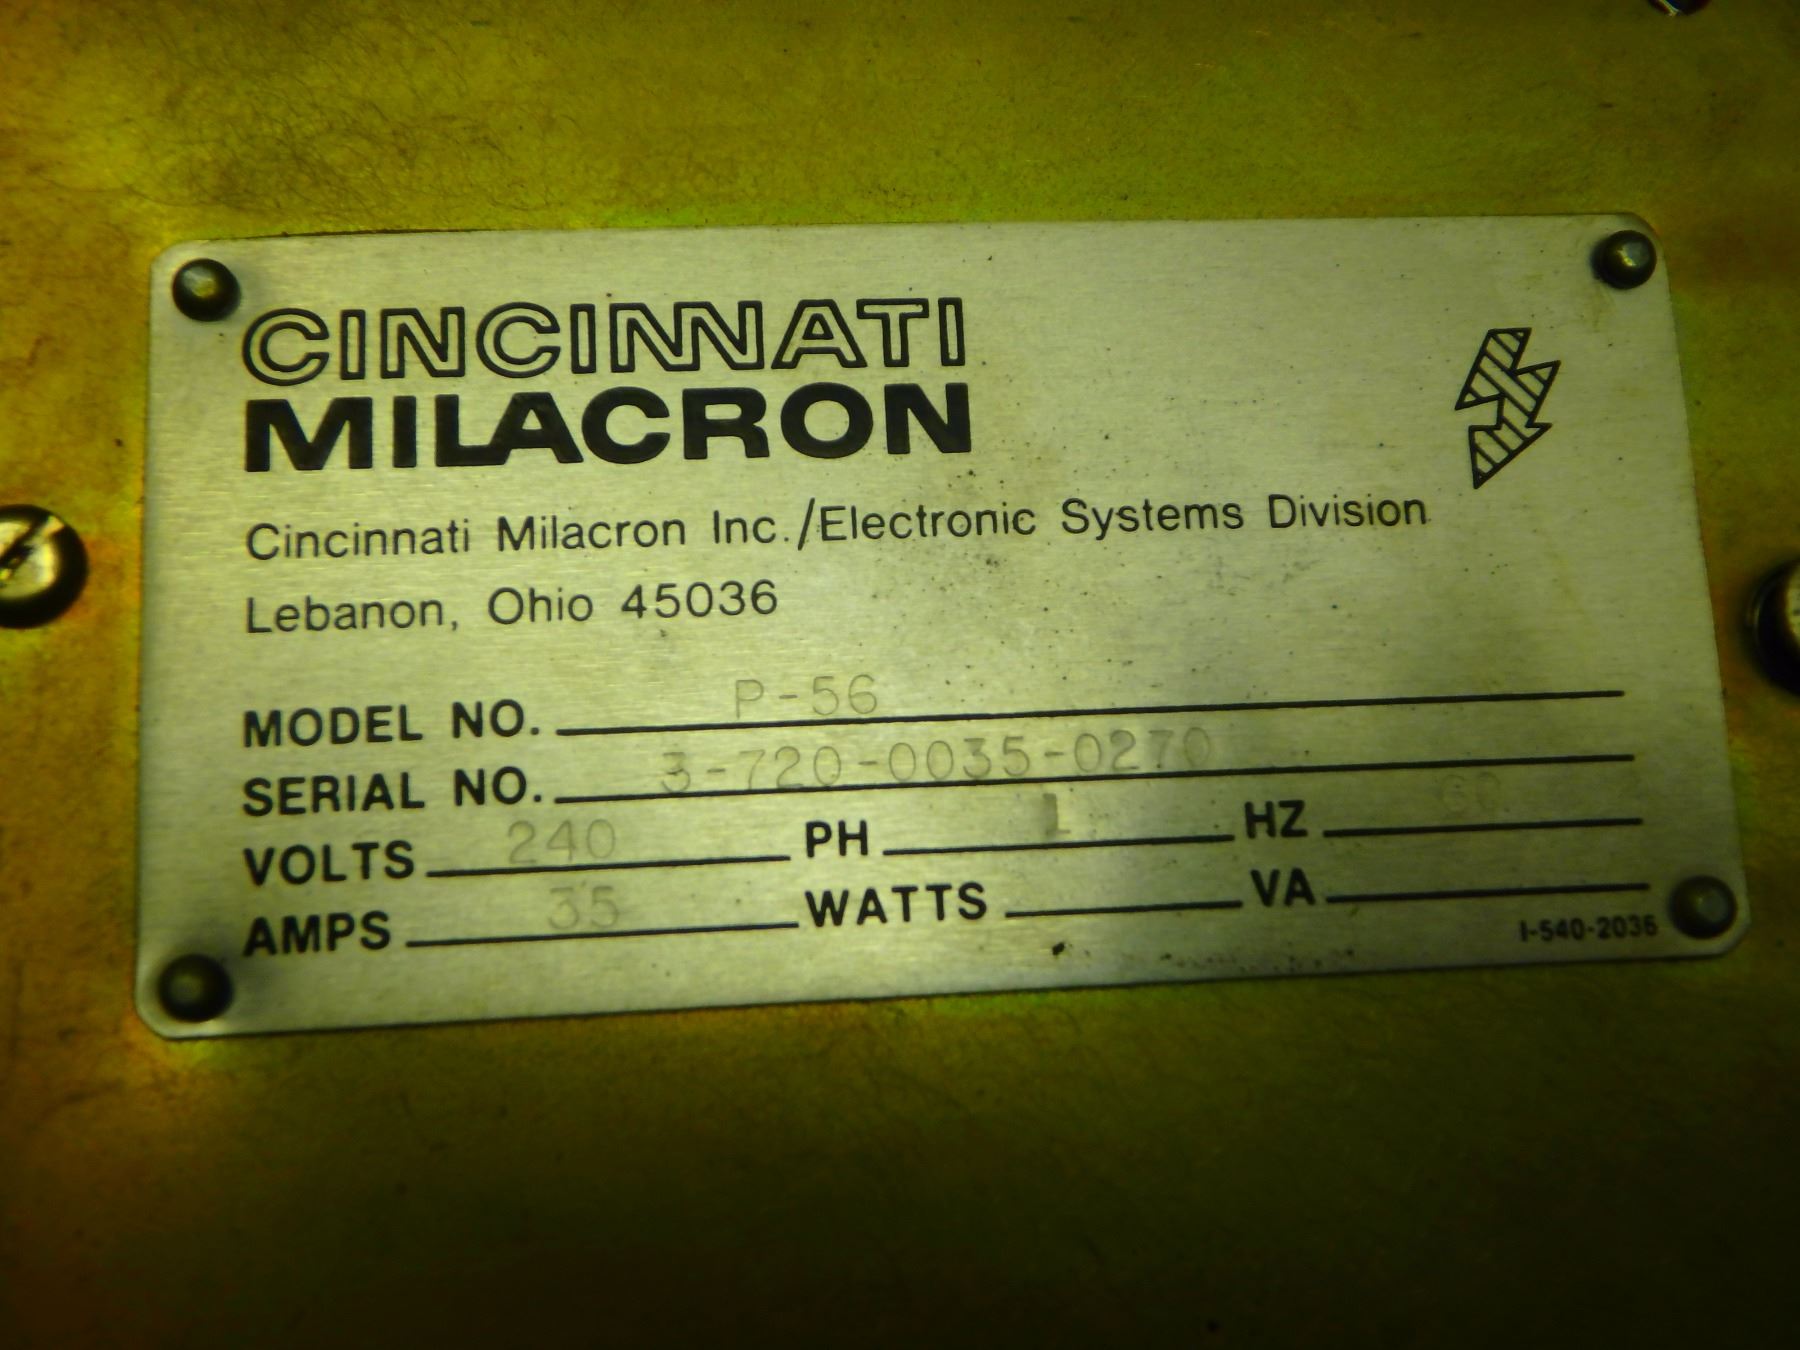 CINCINNATI
MILACRON
Cincinnati Milacron Inc./Electronic Systems Division
Lebanon, Ohio 45036
MODEL NO. P-56
SERIAL NO. 3-720-0035-0270
VOLTS 240 PH 1 HZ 60
AMPS 35 WATTS VA
I-540-2036